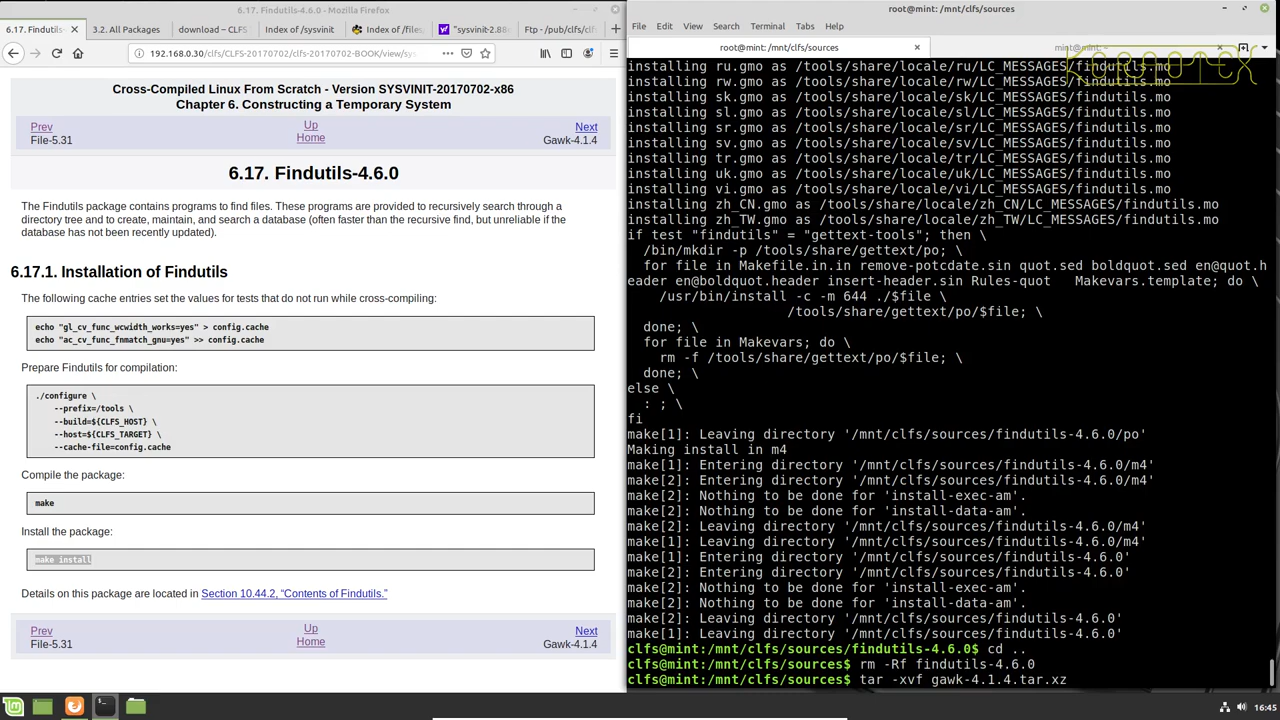 6.17. Findutils-4.6.0 - Mozilla Firefox
6.17. Findutils-
3.2. All Packages
download – CLFS-
Index of /sysvinit
Index of /files
"sysvinit-2.88
Ftp - /pub/clfs/clf
192.168.0.30/clfs/CLFS-20170702/clfs-20170702-BOOK/view/sys
Cross-Compiled Linux From Scratch - Version SYSVINIT-20170702-x86
Chapter 6. Constructing a Temporary System
Prev
File-5.31
Up
Home
Next
Gawk-4.1.4
6.17. Findutils-4.6.0
The Findutils package contains programs to find files. These programs are provided to recursively search through a
directory tree and to create, maintain, and search a database (often faster than the recursive find, but unreliable if the
database has not been recently updated).
6.17.1. Installation of Findutils
The following cache entries set the values for tests that do not run while cross-compiling:
echo "gl_cv_func_wcwidth_works=yes" > config.cache
echo "ac_cv_func_fnmatch_gnu=yes" >> config.cache
Prepare Findutils for compilation:
./configure \
--prefix=/tools \
--build=${CLFS_HOST} \
--host=${CLFS_TARGET} \
--cache-file=config.cache
Compile the package:
make
Install the package:
make install
Details on this package are located in Section 10.44.2, “Contents of Findutils.”
Prev
File-5.31
Up
Home
Next
Gawk-4.1.4
root@mint: /mnt/clfs/sources
File Edit View Search Terminal Tabs Help
root@mint: /mnt/clfs/sources
root@mint: ~
installing ru.gmo as /tools/share/locale/ru/LC_MESSAGES/findutils.mo
installing rw.gmo as /tools/share/locale/rw/LC_MESSAGES/findutils.mo
installing sk.gmo as /tools/share/locale/sk/LC_MESSAGES/findutils.mo
installing sl.gmo as /tools/share/locale/sl/LC_MESSAGES/findutils.mo
installing sr.gmo as /tools/share/locale/sr/LC_MESSAGES/findutils.mo
installing sv.gmo as /tools/share/locale/sv/LC_MESSAGES/findutils.mo
installing tr.gmo as /tools/share/locale/tr/LC_MESSAGES/findutils.mo
installing uk.gmo as /tools/share/locale/uk/LC_MESSAGES/findutils.mo
installing vi.gmo as /tools/share/locale/vi/LC_MESSAGES/findutils.mo
installing zh_CN.gmo as /tools/share/locale/zh_CN/LC_MESSAGES/findutils.mo
installing zh_TW.gmo as /tools/share/locale/zh_TW/LC_MESSAGES/findutils.mo
if test "findutils" = "gettext-tools"; then \
/bin/mkdir -p /tools/share/gettext/po; \
for file in Makefile.in.in remove-potcdate.sin quot.sed boldquot.sed en@quot.h
eader en@boldquot.header insert-header.sin Rules-quot Makevars.template; do \
/usr/bin/install -c -m 644 ./$file \
/tools/share/gettext/po/$file; \
done; \
for file in Makevars; do \
rm -f /tools/share/gettext/po/$file; \
done; \
else \
: ; \
fi
make[1]: Leaving directory '/mnt/clfs/sources/findutils-4.6.0/po'
Making install in m4
make[1]: Entering directory '/mnt/clfs/sources/findutils-4.6.0/m4'
make[2]: Entering directory '/mnt/clfs/sources/findutils-4.6.0/m4'
make[2]: Nothing to be done for 'install-exec-am'.
make[2]: Nothing to be done for 'install-data-am'.
make[2]: Leaving directory '/mnt/clfs/sources/findutils-4.6.0/m4'
make[1]: Leaving directory '/mnt/clfs/sources/findutils-4.6.0/m4'
make[1]: Entering directory '/mnt/clfs/sources/findutils-4.6.0'
make[2]: Entering directory '/mnt/clfs/sources/findutils-4.6.0'
make[2]: Nothing to be done for 'install-exec-am'.
make[2]: Nothing to be done for 'install-data-am'.
make[2]: Leaving directory '/mnt/clfs/sources/findutils-4.6.0'
make[1]: Leaving directory '/mnt/clfs/sources/findutils-4.6.0'
clfs@mint:/mnt/clfs/sources/findutils-4.6.0$ cd ..
clfs@mint:/mnt/clfs/sources$ rm -Rf findutils-4.6.0
clfs@mint:/mnt/clfs/sources$ tar -xvf gawk-4.1.4.tar.xz
16:45